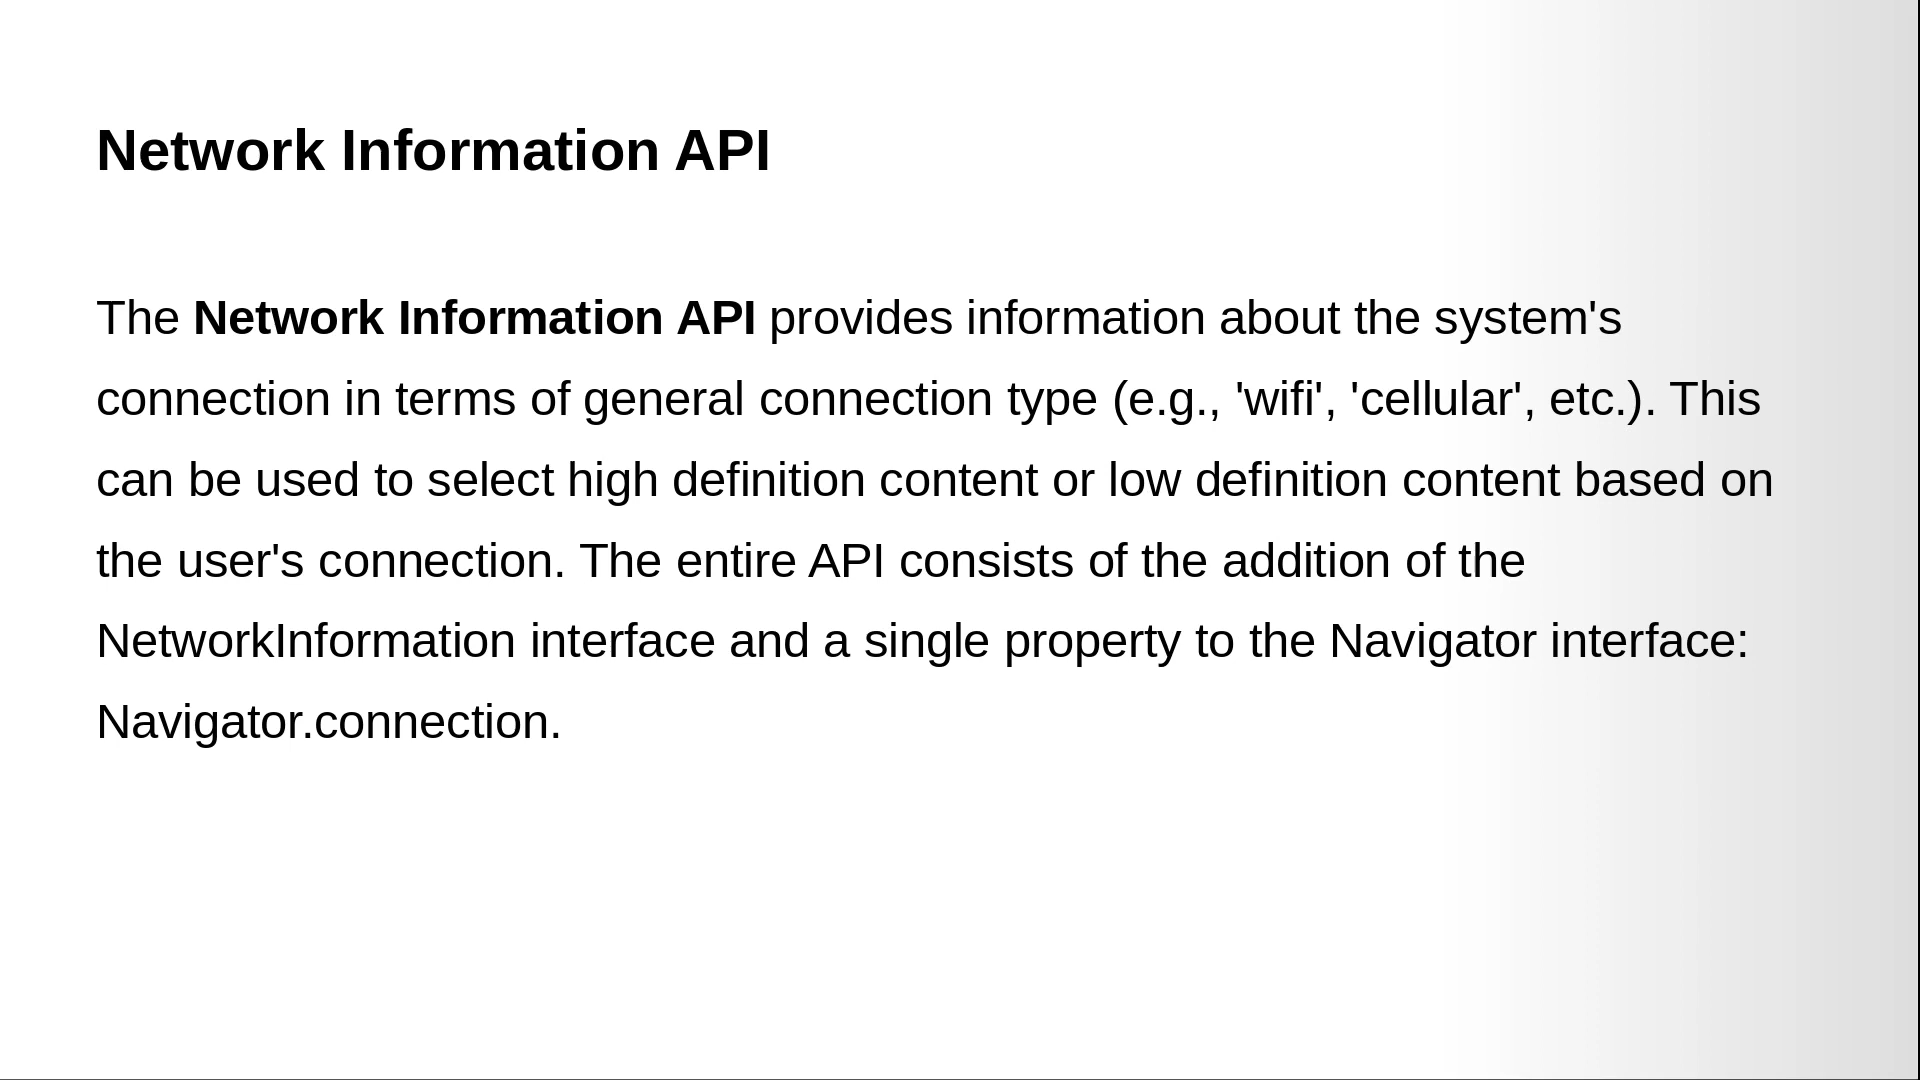 Network Information API
The Network Information API provides information about the system's
connection in terms of general connection type (e.g., 'wifi', 'cellular', etc.). This
can be used to select high definition content or low definition content based on
the user's connection. The entire API consists of the addition of the
NetworkInformation interface and a single property to the Navigator interface:
Navigator.connection.